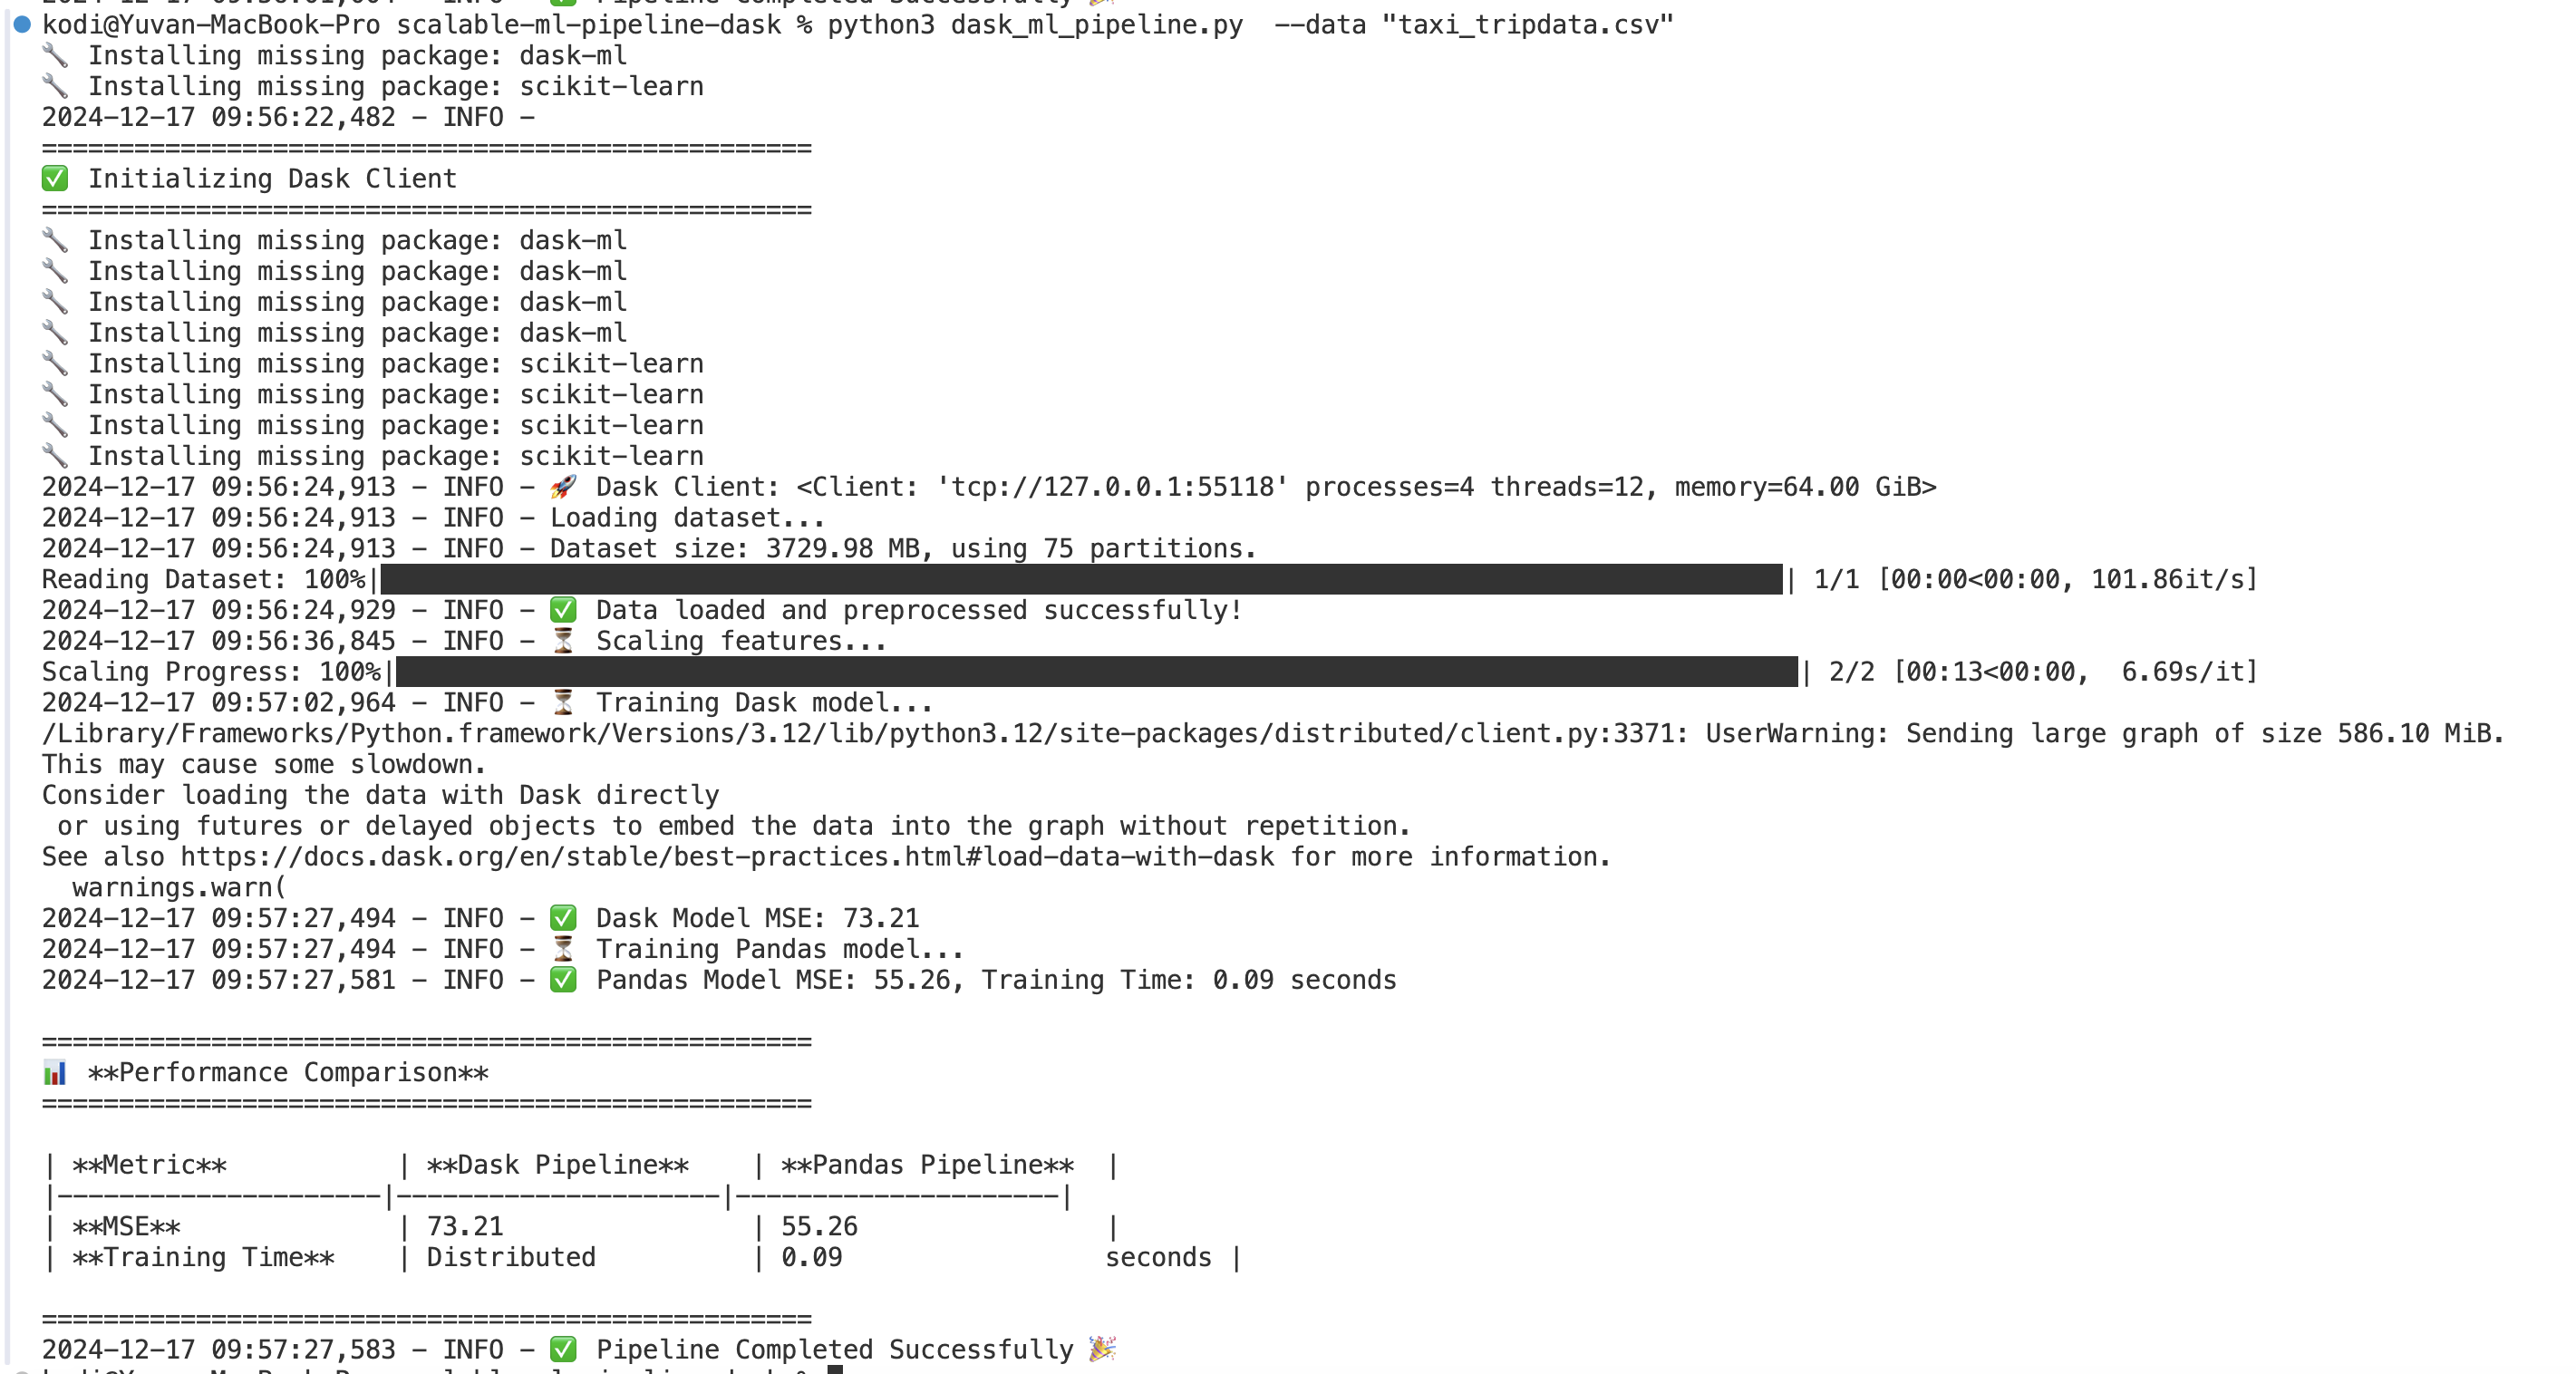 kodi@Yuvan-MacBook-Pro scalable-ml-pipeline-dask % python3 dask_ml_pipeline.py  --data "taxi_tripdata.csv"
🔧 Installing missing package: dask-ml
🔧 Installing missing package: scikit-learn
2024-12-17 09:56:22,482 - INFO -
==================================================
✅ Initializing Dask Client
==================================================
🔧 Installing missing package: dask-ml
🔧 Installing missing package: dask-ml
🔧 Installing missing package: dask-ml
🔧 Installing missing package: dask-ml
🔧 Installing missing package: scikit-learn
🔧 Installing missing package: scikit-learn
🔧 Installing missing package: scikit-learn
🔧 Installing missing package: scikit-learn
2024-12-17 09:56:24,913 - INFO - 🚀 Dask Client: <Client: 'tcp://127.0.0.1:55118' processes=4 threads=12, memory=64.00 GiB>
2024-12-17 09:56:24,913 - INFO - Loading dataset...
2024-12-17 09:56:24,913 - INFO - Dataset size: 3729.98 MB, using 75 partitions.
Reading Dataset: 100%|| 1/1 [00:00<00:00, 101.86it/s]
2024-12-17 09:56:24,929 - INFO - ✅ Data loaded and preprocessed successfully!
2024-12-17 09:56:36,845 - INFO - ⏳ Scaling features...
Scaling Progress: 100%|| 2/2 [00:13<00:00,  6.69s/it]
2024-12-17 09:57:02,964 - INFO - ⏳ Training Dask model...
/Library/Frameworks/Python.framework/Versions/3.12/lib/python3.12/site-packages/distributed/client.py:3371: UserWarning: Sending large graph of size 586.10 MiB.
This may cause some slowdown.
Consider loading the data with Dask directly
 or using futures or delayed objects to embed the data into the graph without repetition.
See also https://docs.dask.org/en/stable/best-practices.html#load-data-with-dask for more information.
  warnings.warn(
2024-12-17 09:57:27,494 - INFO - ✅ Dask Model MSE: 73.21
2024-12-17 09:57:27,494 - INFO - ⏳ Training Pandas model...
2024-12-17 09:57:27,581 - INFO - ✅ Pandas Model MSE: 55.26, Training Time: 0.09 seconds
==================================================
📊 **Performance Comparison**
==================================================
| **Metric**           | **Dask Pipeline**    | **Pandas Pipeline**  |
|---------------------|---------------------|---------------------|
| **MSE**              | 73.21                | 55.26                |
| **Training Time**    | Distributed          | 0.09                 seconds |
==================================================
2024-12-17 09:57:27,583 - INFO - ✅ Pipeline Completed Successfully 🎉